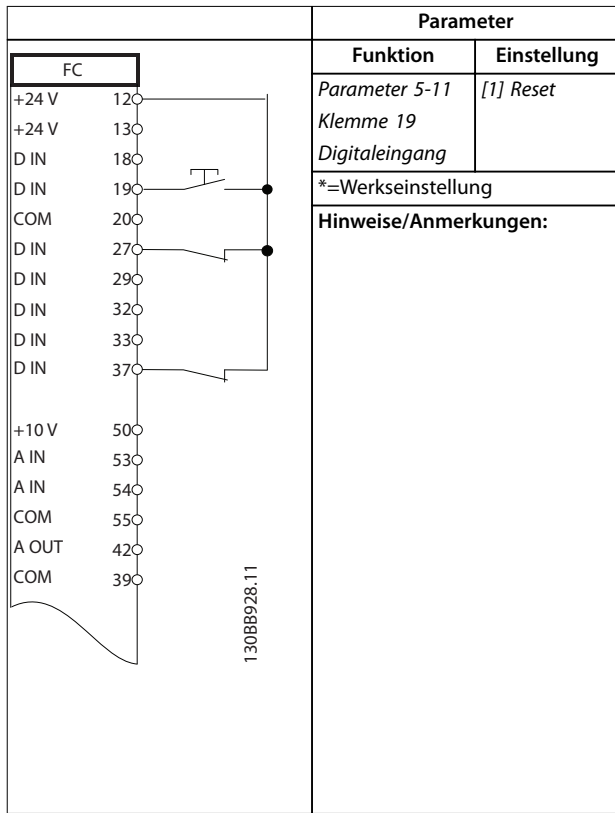 Parameter
Funktion Einstellung
Parameter 5-11
Klemme 19
Digitaleingang
[1] Reset
*=Werkseinstellung
Hinweise/Anmerkungen:
FC
+24 V 12
+24 V 13
D IN 18
D IN 19
COM 20
D IN 27
D IN 29
D IN 32
D IN 33
D IN 37
+10 V 50
A IN 53
A IN 54
COM 55
A OUT 42
COM 39
130BB928.11